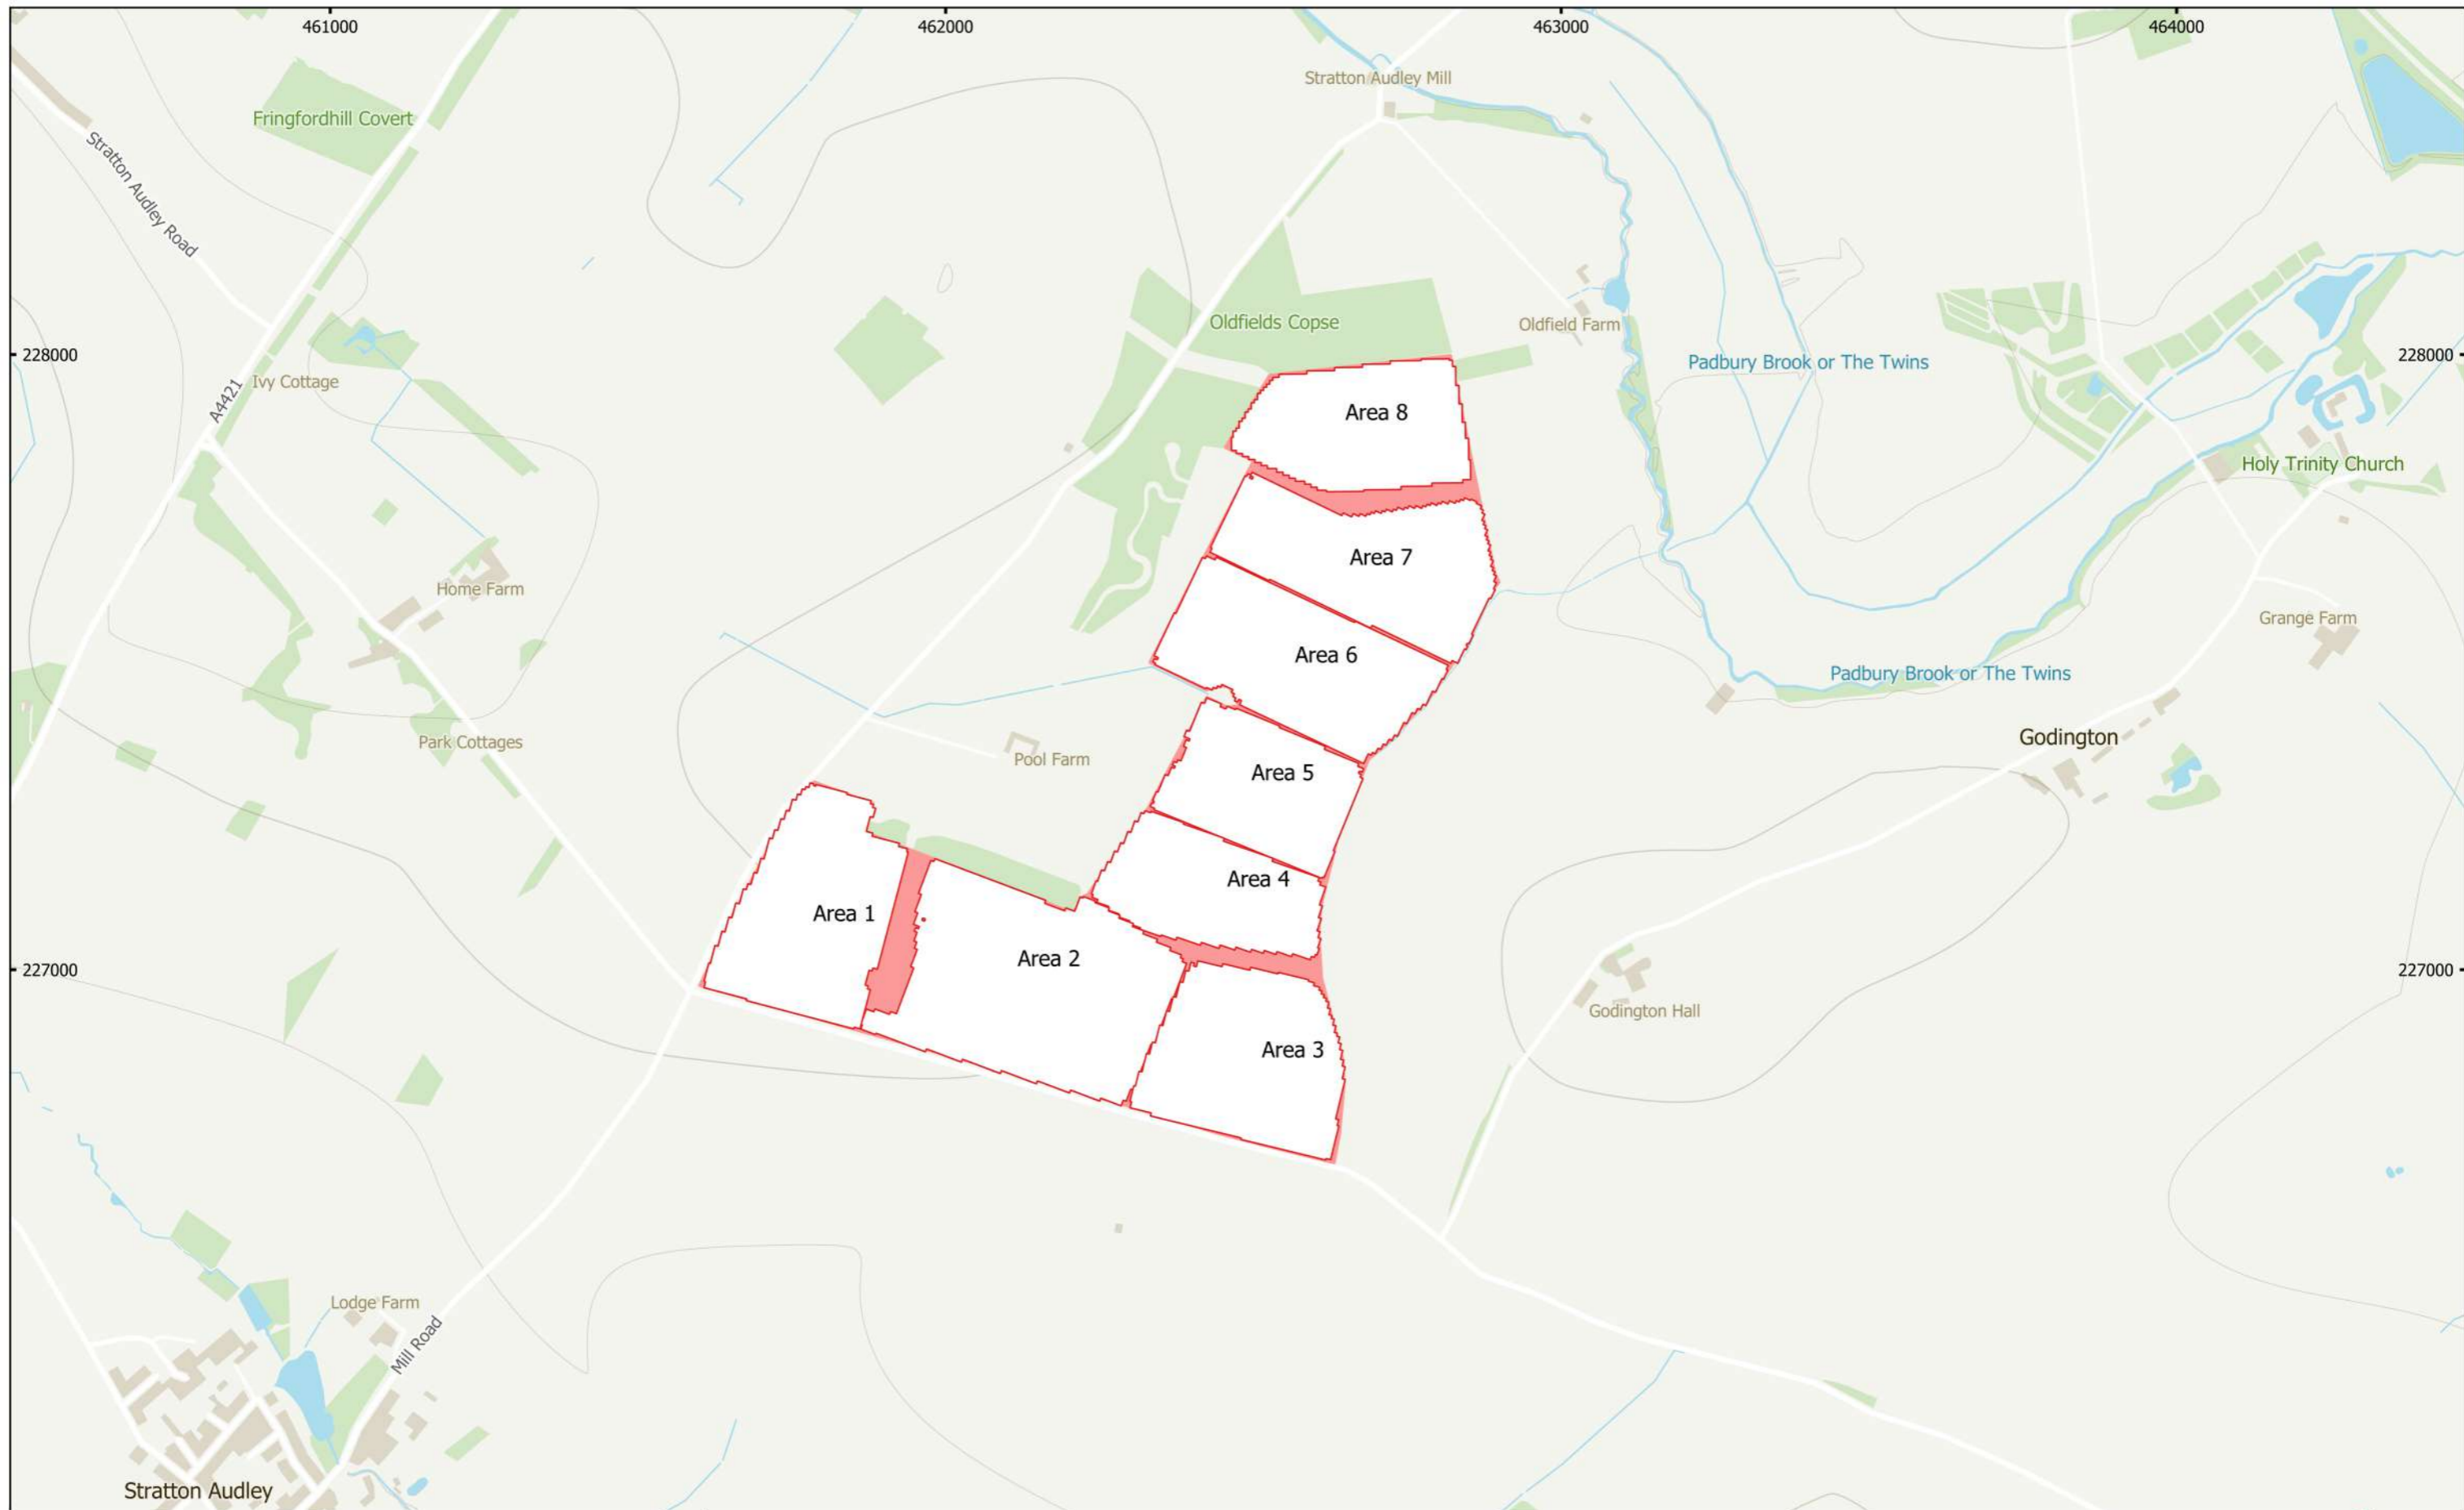 461000
462000
463000
464000
Stratton Audley Mill
Fringfordhill Covert
Stratton Audley Road
Oldfields Copse
Oldfield Farm
228000
228000
Padbury Brook or The Twins
Ivy Cottage
A4421
Area 8
Holy Trinity Church
Area 7
Home Farm
Grange Farm
Area 6
Padbury Brook or The Twins
Godington
Park Cottages
Pool Farm
Area 5
Area 4
Area 1
Area 2
227000
227000
Godington Hall
Area 3
Lodge Farm
Mill Road
Stratton Audley